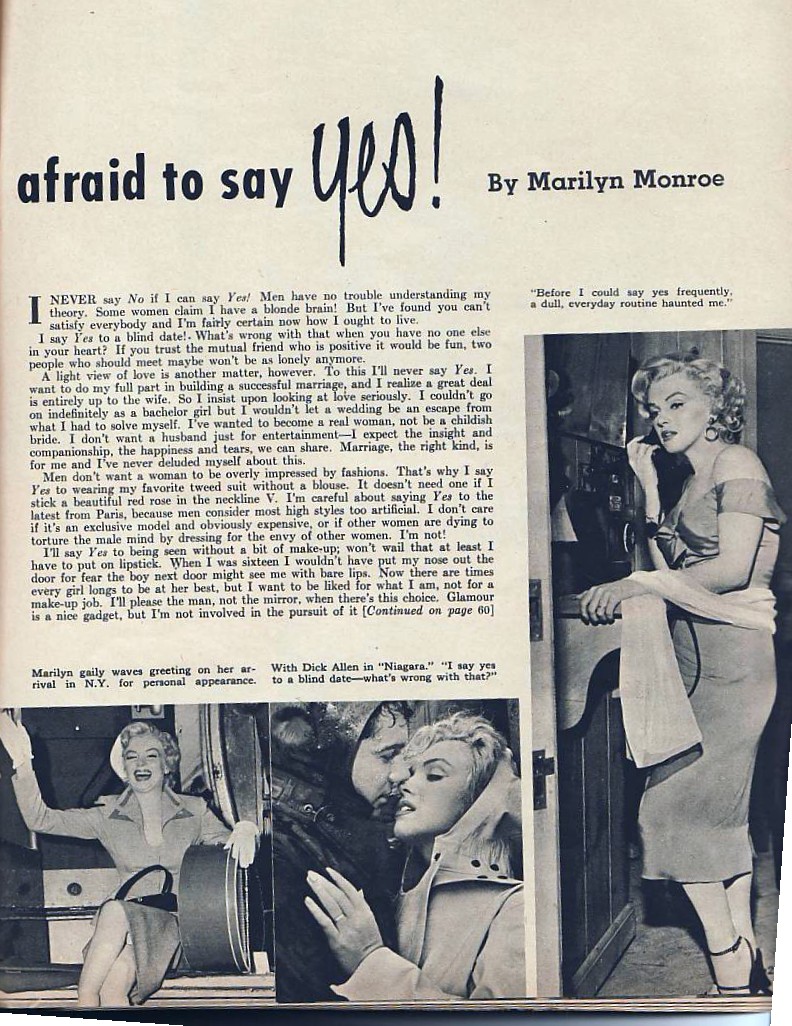 afraid to say yes!
By Marilyn Monroe
I NEVER say No if I can say Yes! Men have no trouble understanding my
theory. Some women claim I have a blonde brain! But I've found you can't
satisfy everybody and I'm fairly certain now how I ought to live.
I say Yes to a blind date! What's wrong with that when you have no one else
in your heart? If you trust the mutual friend who is positive it would be fun, two
people who should meet maybe won't be as lonely anymore.
A light view of love is another matter, however. To this I'll never say Yes. I
want to do my full part in building a successful marriage, and I realize a great deal
is entirely up to the wife. So I insist upon looking at love seriously. I couldn't go
on indefinitely as a bachelor girl but I wouldn't let a wedding be an escape from
what I had to solve myself. I've wanted to become a real woman, not be a childish
bride. I don't want a husband just for entertainment—I expect the insight and
companionship, the happiness and tears, we can share. Marriage, the right kind, is
for me and I've never deluded myself about this.
Men don't want a woman to be overly impressed by fashions. That's why I say
Yes to wearing my favorite tweed suit without a blouse. It doesn't need one if I
stick a beautiful red rose in the neckline V. I'm careful about saying Yes to the
latest from Paris, because men consider most high styles too artificial. I don't care
if it's an exclusive model and obviously expensive, or if other women are dying to
torture the male mind by dressing for the envy of other women. I'm not!
I'll say Yes to being seen without a bit of make-up; won't wail that at least I
have to put on lipstick. When I was sixteen I wouldn't have put my nose out the
door for fear the boy next door might see me with bare lips. Now there are times
every girl longs to be at her best, but I want to be liked for what I am, not for a
make-up job. I'll please the man, not the mirror, when there's this choice. Glamour
is a nice gadget, but I'm not involved in the pursuit of it [Continued on page 60]
"Before I could say yes frequently,
a dull, everyday routine haunted me."
Marilyn gaily waves greeting on her ar-
rival in N.Y. for personal appearance.
With Dick Allen in "Niagara." "I say yes
to a blind date—what's wrong with that?"